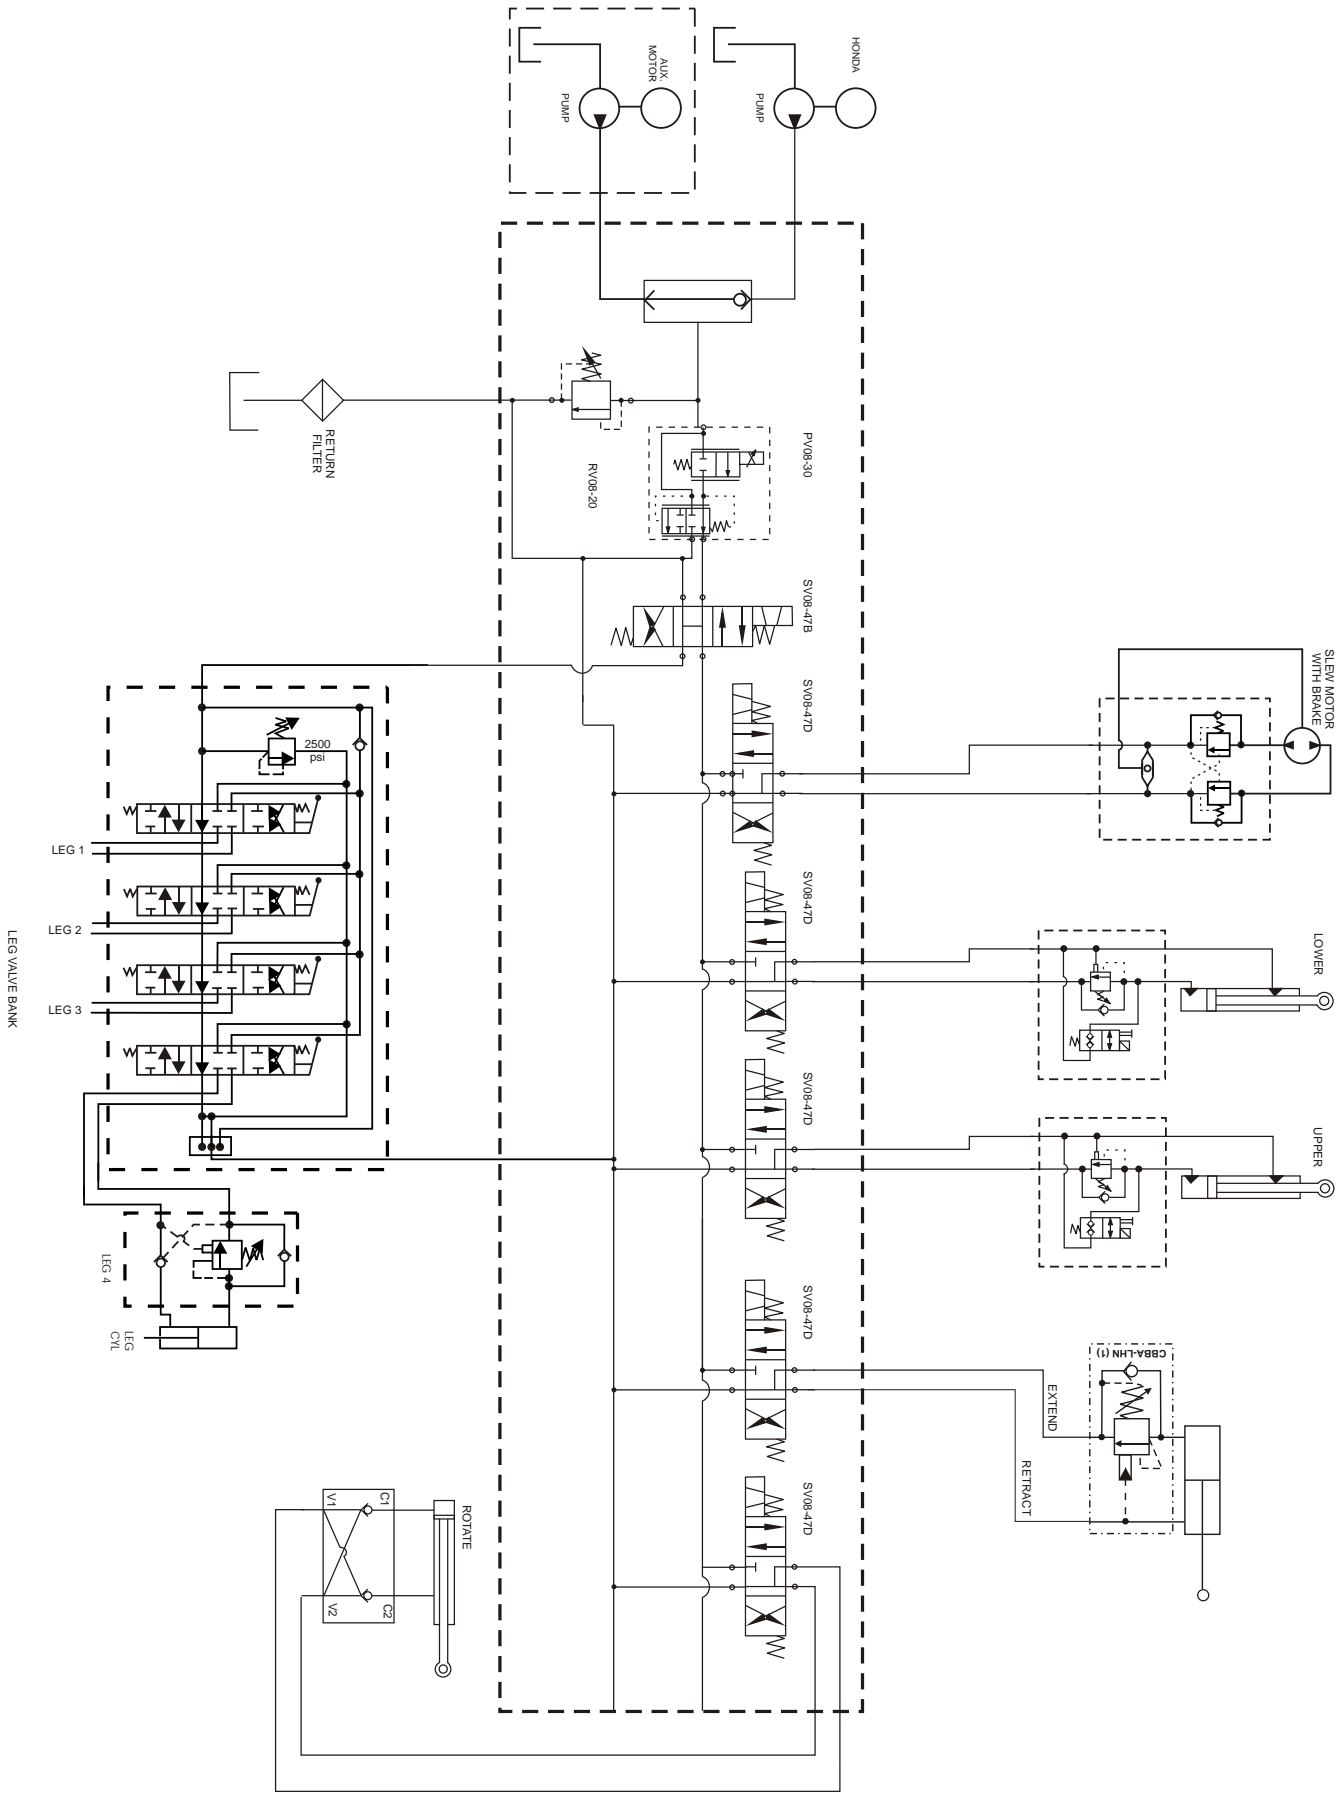 HONDA
AUX.
MOTOR
PUMP
PUMP
RETURN
FILTER
RV08-20
PV08-30
SV08-47B
SV08-47D
SLEW MOTOR
WITH BRAKE
2500
psi
LEG 1
LEG 2
LEG 3
LEG VALVE BANK
SV08-47D
LOWER
SV08-47D
UPPER
LEG 4
LEG
CYL
SV08-47D
CBBA-LHN (1)
EXTEND
RETRACT
SV08-47D
ROTATE
V1
C1
V2
C2